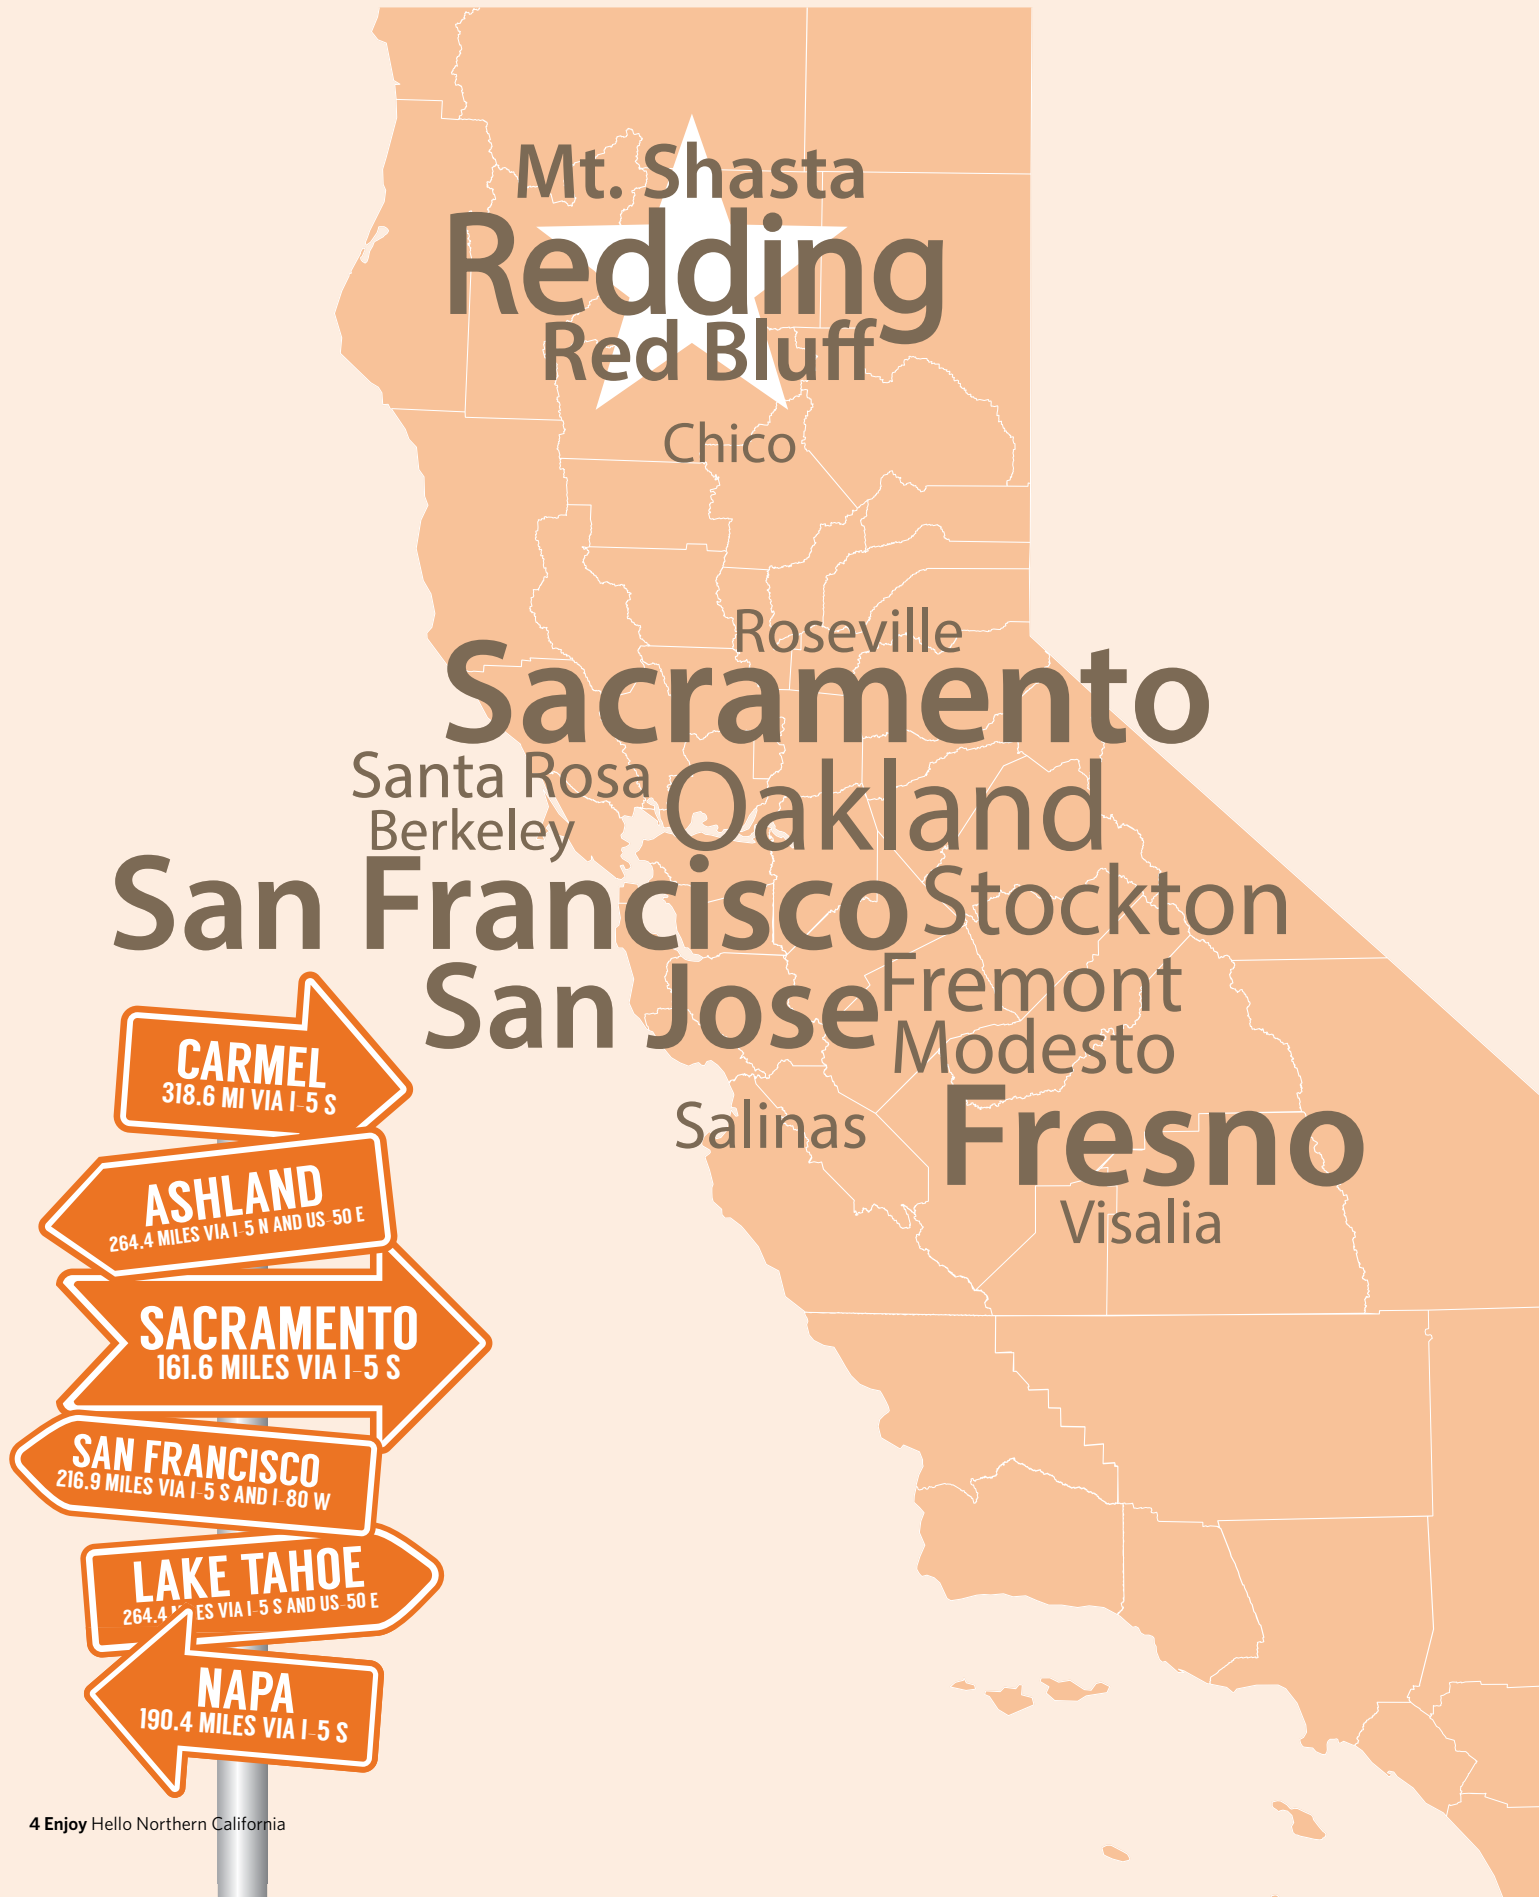 Mt. Shasta
Redding
Red Bluff
Chico
Roseville
Sacramento
Santa Rosa
Oakland
Berkeley
San Francisco
Stockton
San Jose
Fremont
Modesto
Salinas
Fresno
Visalia
CARMEL
318.6 MI VIA I-5 S
ASHLAND
264.4 MILES VIA I-5 N AND US-50 E
SACRAMENTO
161.6 MILES VIA I-5 S
SAN FRANCISCO
216.9 MILES VIA I-5 S AND I-80 W
LAKE TAHOE
264.4 MILES VIA I-5 S AND US-50 E
NAPA
190.4 MILES VIA I-5 S
4 Enjoy Hello Northern California